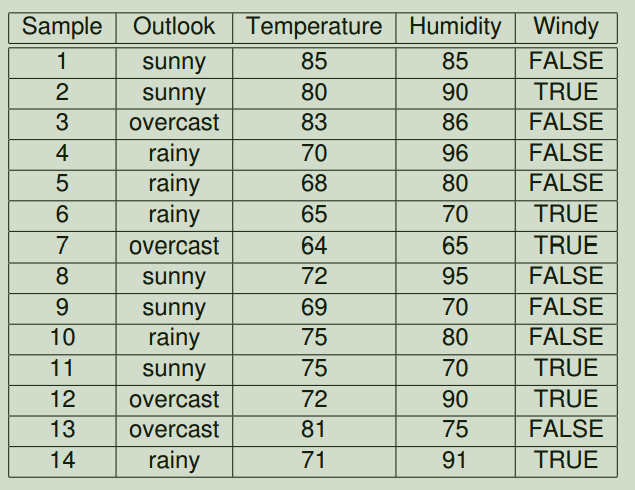 Sample Outlook Temperature Humidity Windy
1 sunny 85 85 FALSE
2 sunny 80 90 TRUE
3 overcast 83 86 FALSE
4 rainy 70 96 FALSE
5 rainy 68 80 FALSE
6 rainy 65 70 TRUE
7 overcast 64 65 TRUE
8 sunny 72 95 FALSE
9 sunny 69 70 FALSE
10 rainy 75 80 FALSE
11 sunny 75 70 TRUE
12 overcast 72 90 TRUE
13 overcast 81 75 FALSE
14 rainy 71 91 TRUE